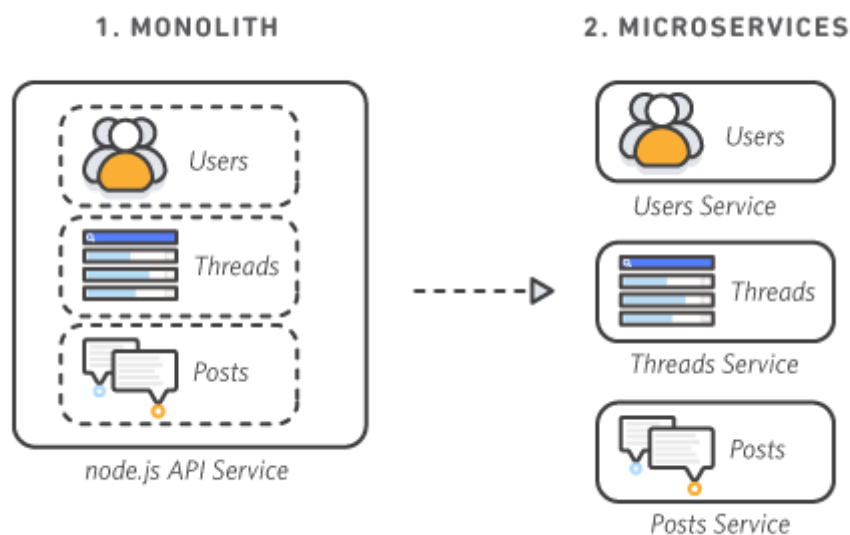 1. MONOLITH
Users
Threads
Posts
node.js API Service
2. MICROSERVICES
Users
Users Service
Threads
Threads Service
Posts
Posts Service